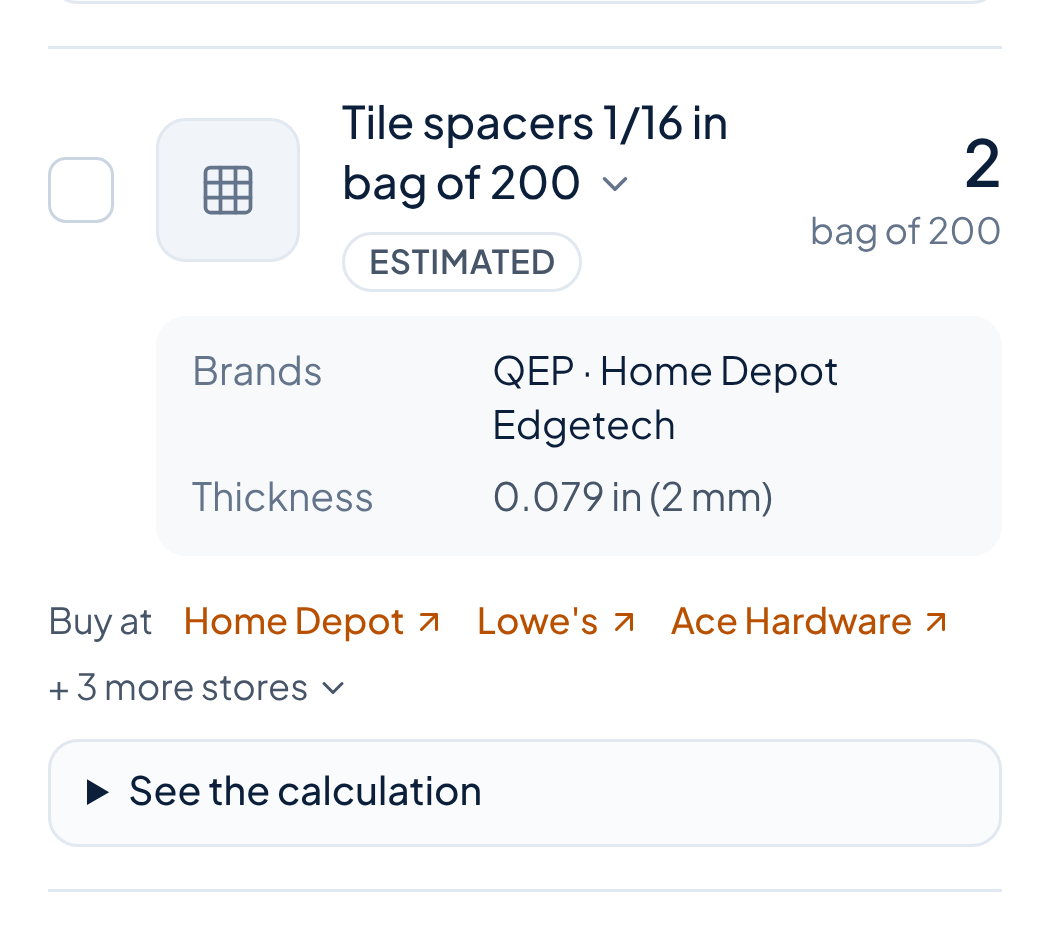 Tile spacers 1/16 in
bag of 200
2
bag of 200
ESTIMATED
Brands
QEP · Home Depot
Edgetech
Thickness
0.079 in (2 mm)
Buy at Home Depot ↗ Lowe's ↗ Ace Hardware ↗
+ 3 more stores
▶ See the calculation